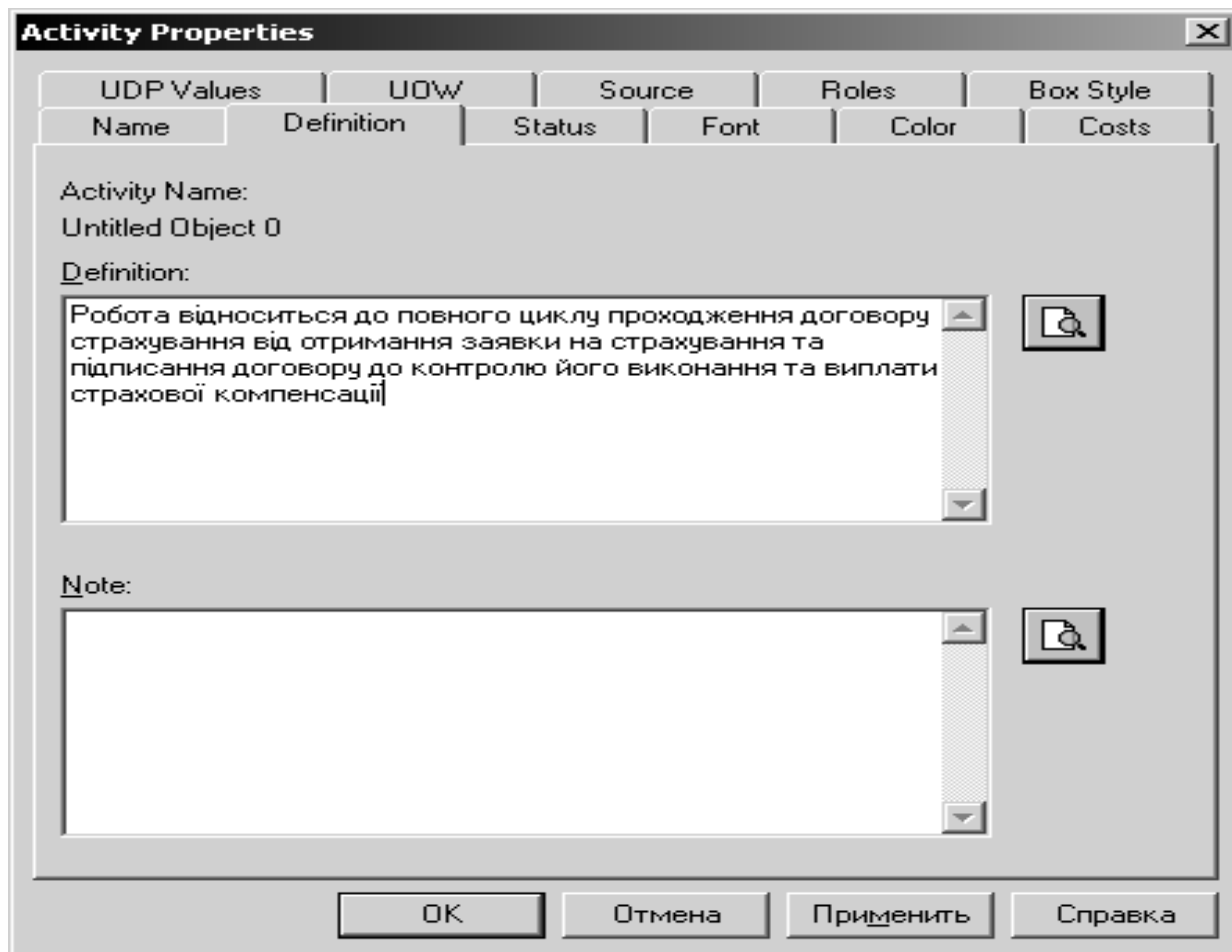 Activity Properties
UDP Values UOW Source Roles Box Style
Name Definition Status Font Color Costs
Activity Name:
Untitled Object 0
Definition:
Робота відноситься до повного циклу проходження договору
страхування від отримання заявки на страхування та
підписання договору до контролю його виконання та виплати
страхової компенсації
Note:
OK Отмена Применить Справка